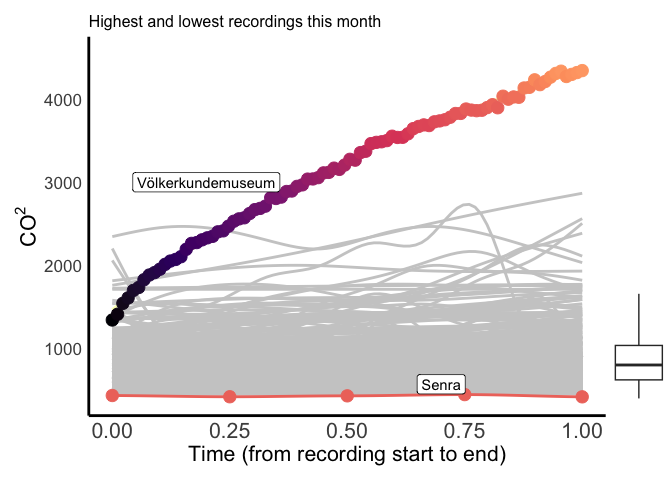 Highest and lowest recordings this month
CO²
4000
3000
2000
1000
Völkerkundemuseum
Senra
0.00 0.25 0.50 0.75 1.00
Time (from recording start to end)